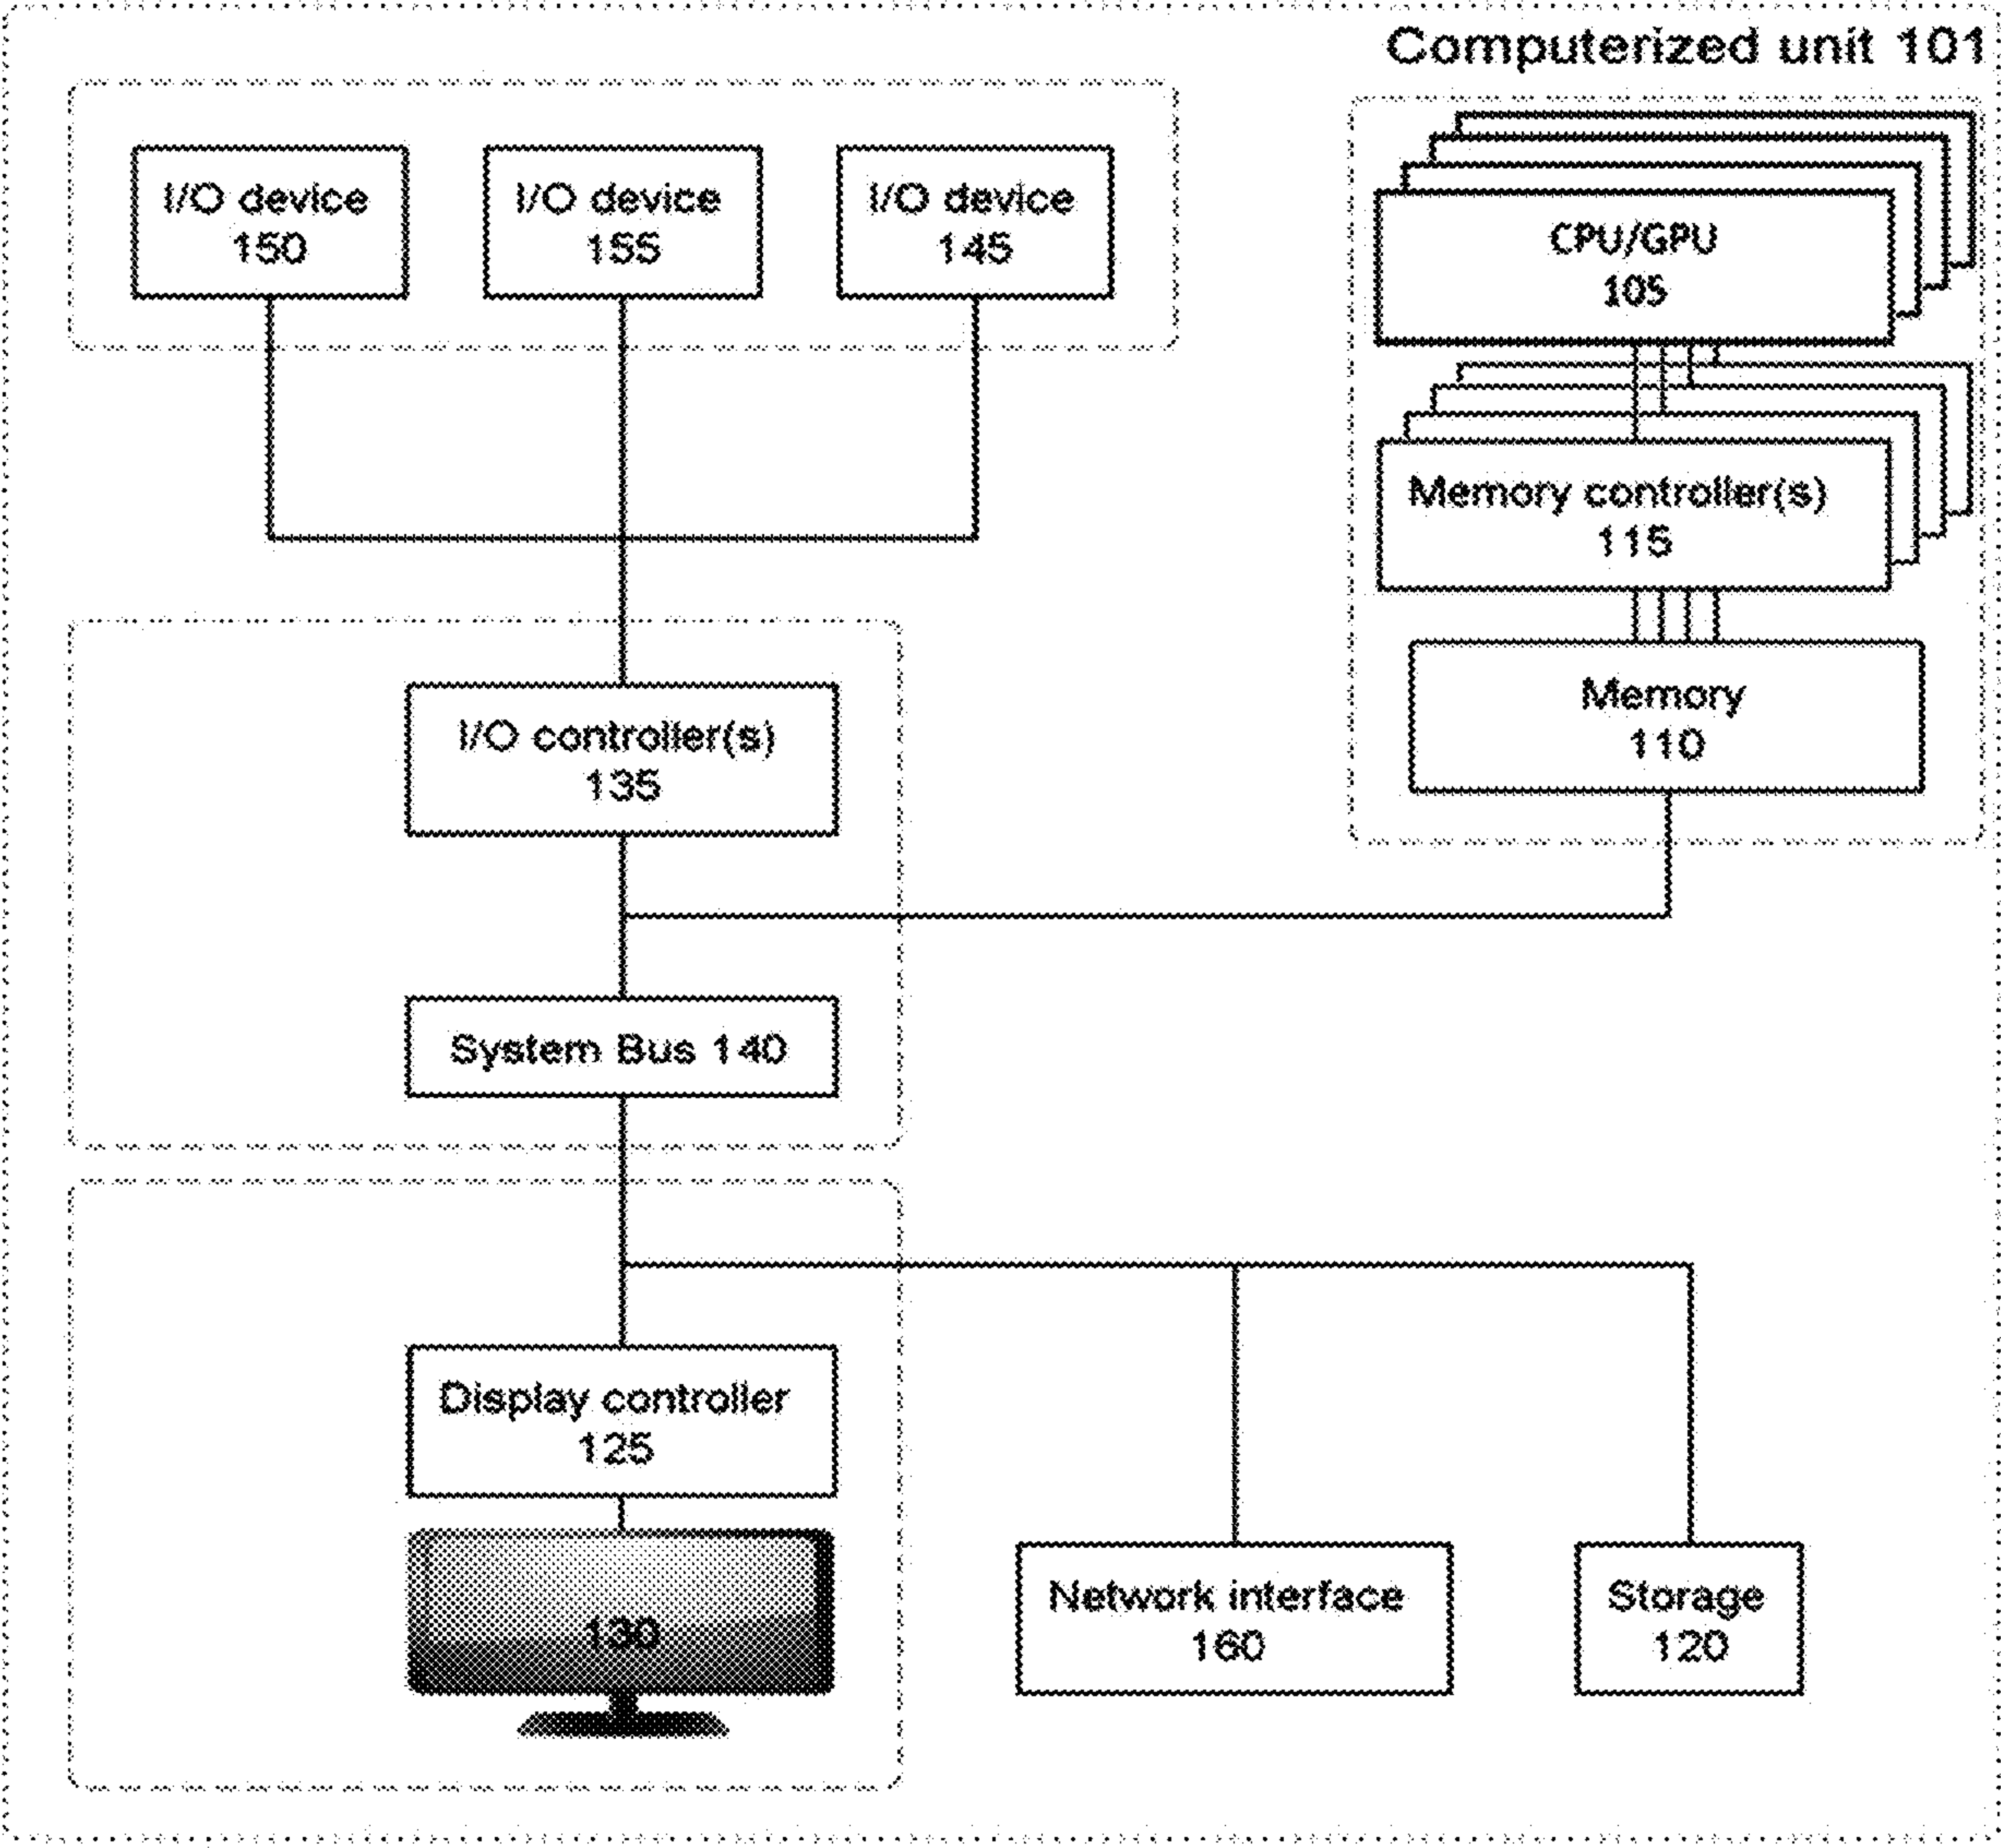 Computerized unit 101
I/O device
150
I/O device
155
I/O device
145
CPU/GPU
105
Memory controller(s)
115
Memory
110
I/O controller(s)
135
System Bus 140
Display controller
125
130
Network interface
160
Storage
120